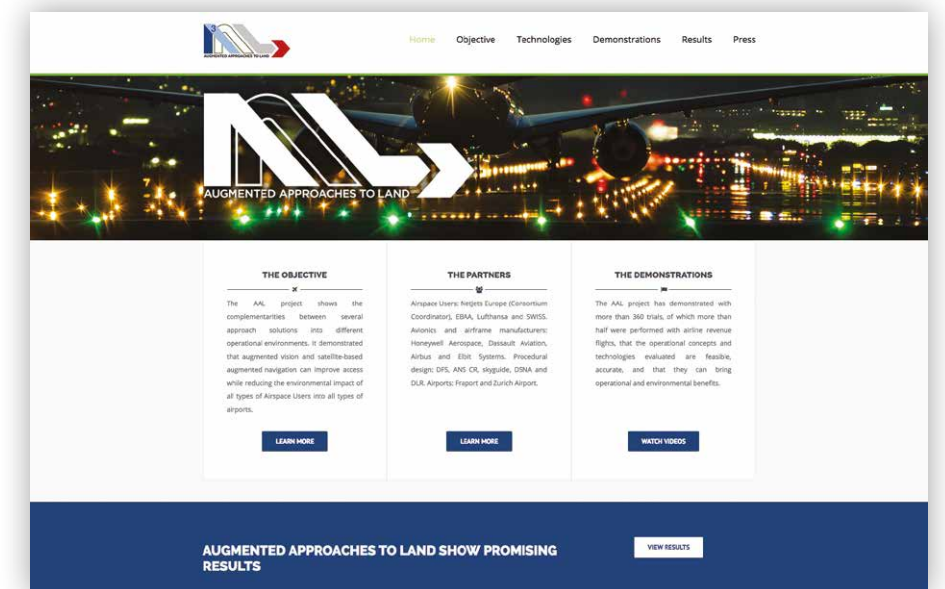 3
AUGMENTED APPROACHES TO LAND
Home Objective Technologies Demonstrations Results Press
AUGMENTED APPROACHES TO LAND
THE OBJECTIVE
The AAL project shows the
complementarities between several
approach solutions into different
operational environments. It demonstrated
that augmented vision and satellite-based
augmented navigation can improve access
while reducing the environmental impact of
all types of Airspace Users into all types of
airports.
LEARN MORE
THE PARTNERS
Airspace Users: NetJets Europe (Consortium
Coordinator), EBAA, Lufthansa and SWISS.
Avionics and airframe manufacturers:
Honeywell Aerospace, Dassault Aviation,
Airbus and Elbit Systems. Procedural
design: DFS, ANS CR, skyguide, DSNA and
DLR. Airports: Fraport and Zurich Airport.
LEARN MORE
THE DEMONSTRATIONS
The AAL project has demonstrated with
more than 360 trials, of which more than
half were performed with airline revenue
flights, that the operational concepts and
technologies evaluated are feasible,
accurate, and that they can bring
operational and environmental benefits.
WATCH VIDEOS
AUGMENTED APPROACHES TO LAND SHOW PROMISING
RESULTS
VIEW RESULTS